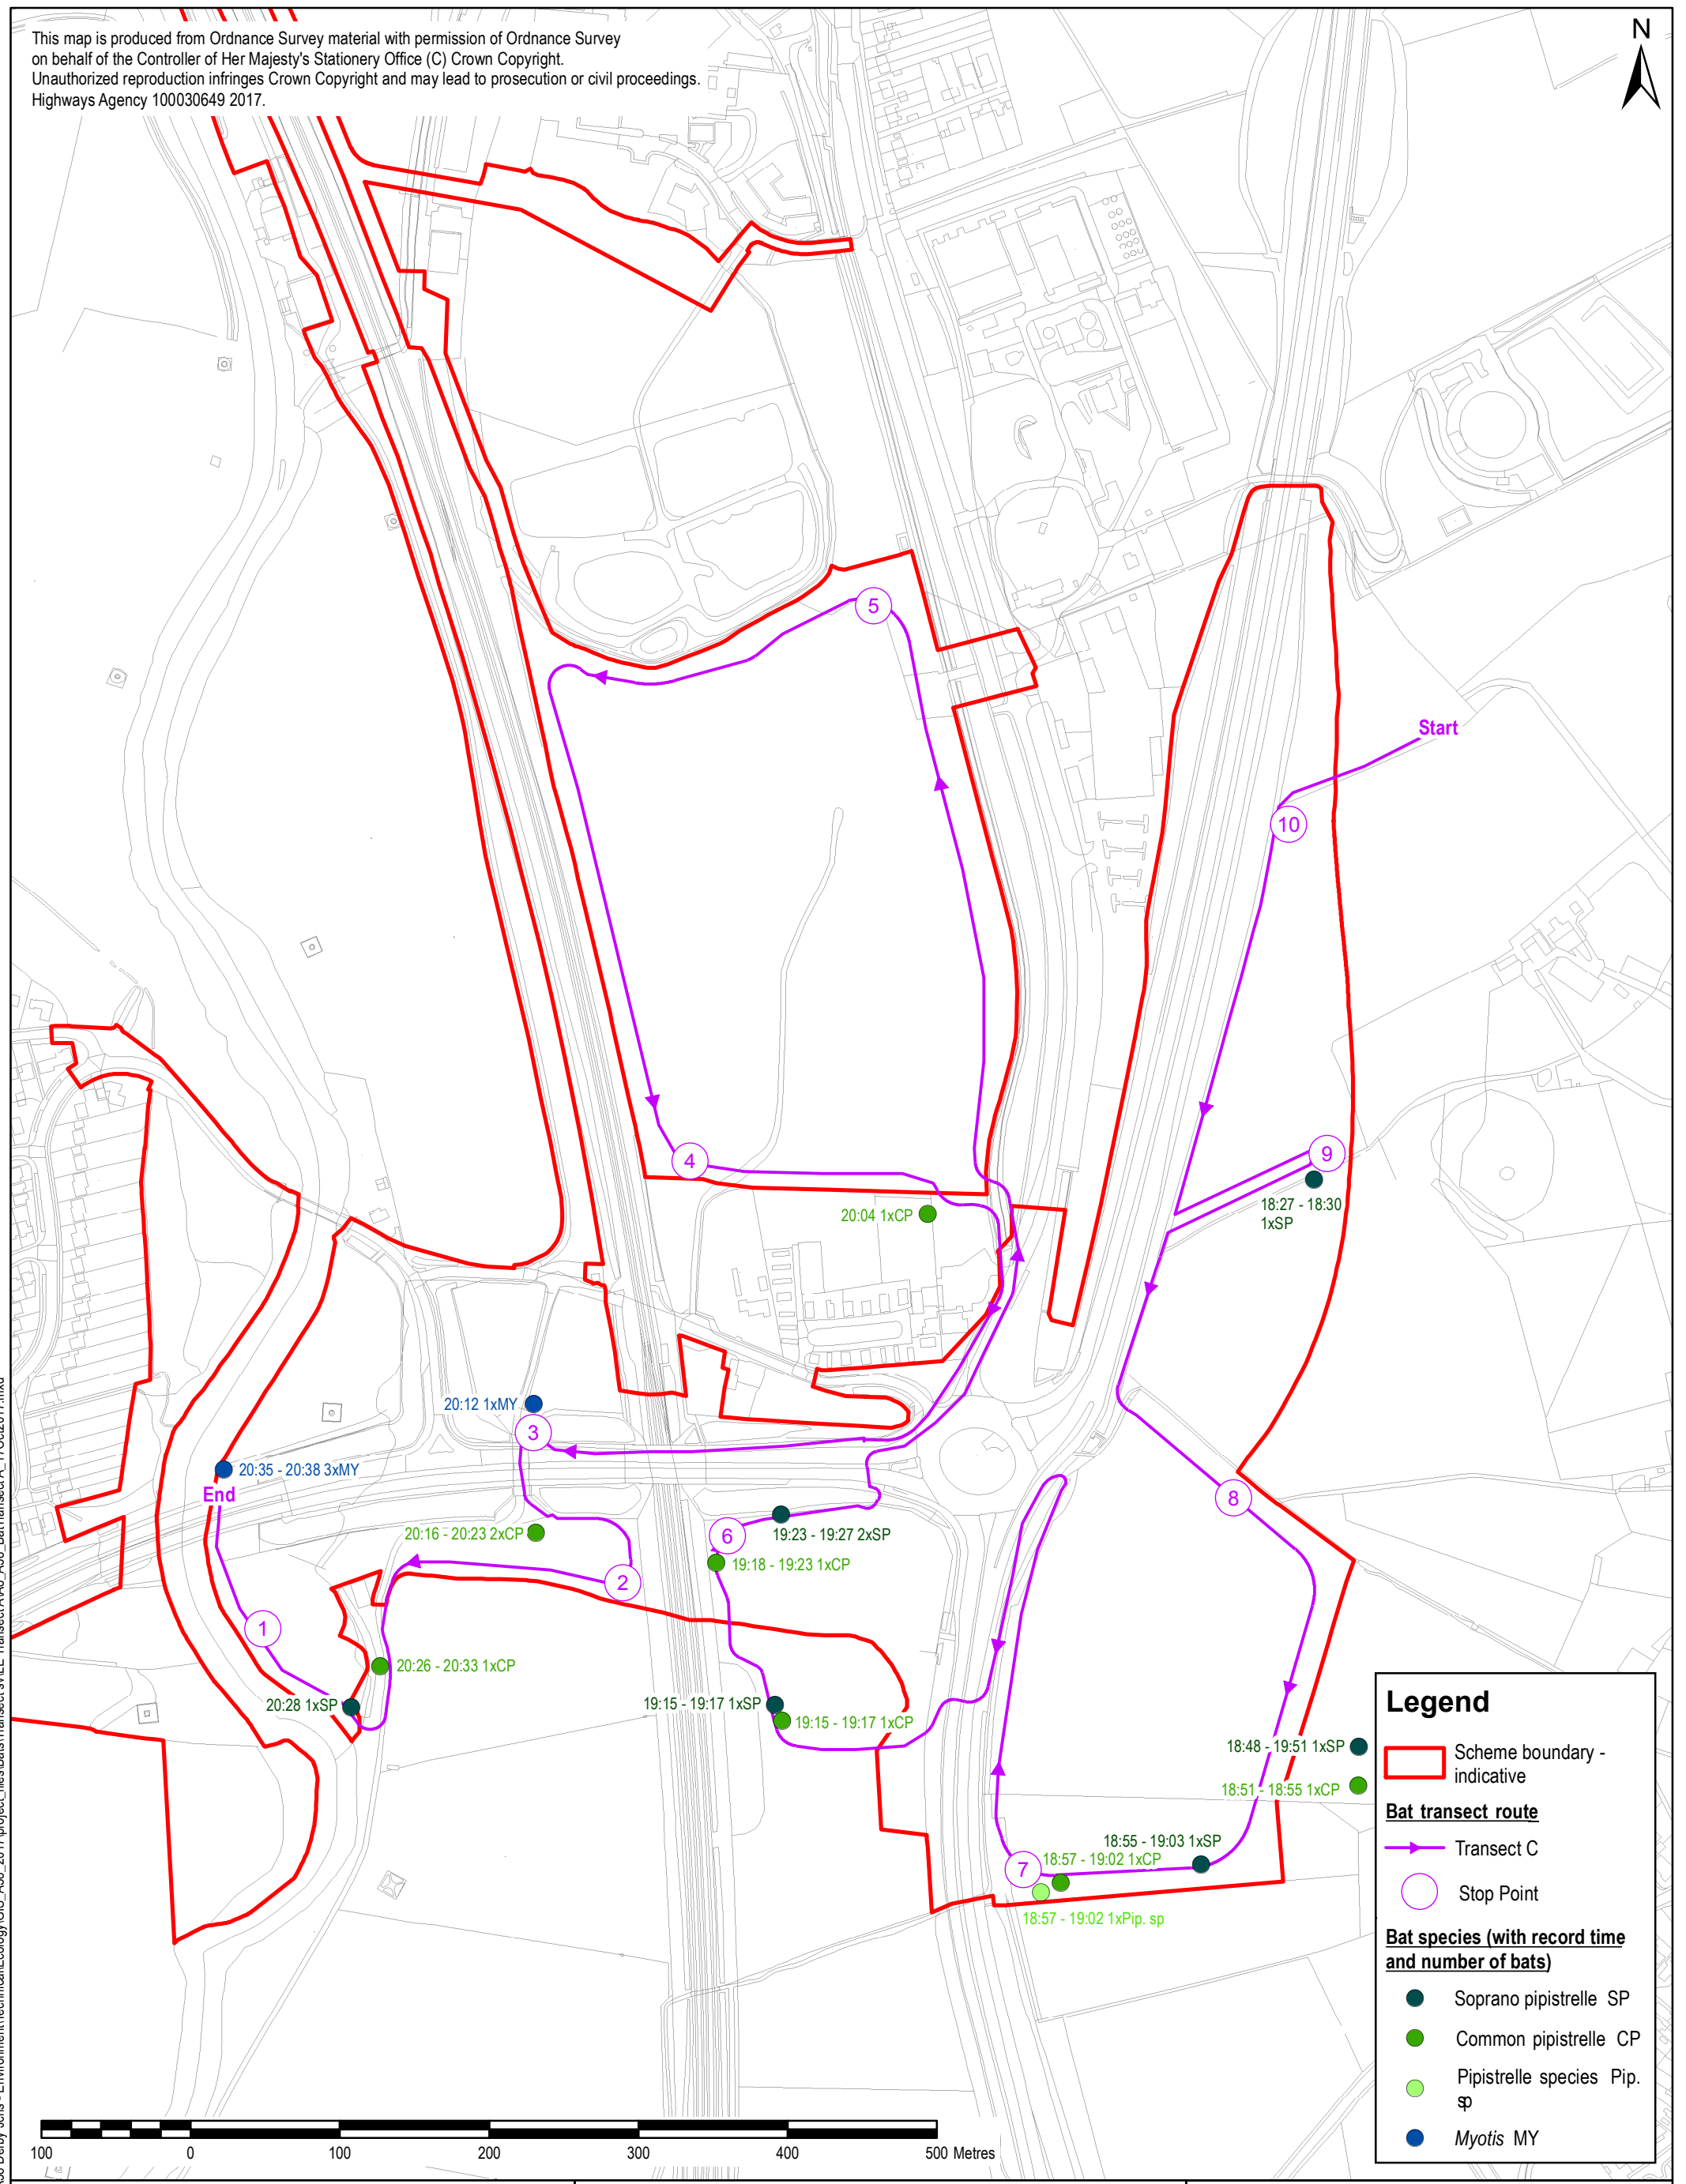 This map is produced from Ordnance Survey material with permission of Ordnance Survey
on behalf of the Controller of Her Majesty's Stationery Office (C) Crown Copyright.
Unauthorized reproduction infringes Crown Copyright and may lead to prosecution or civil proceedings.
Highways Agency 100030649 2017.
N
5
Start
10
9
18:27 - 18:30
1xSP
4
20:04 1xCP
20:12 1xMY
3
20:35 - 20:38 3xMY
End
8
20:16 - 20:23 2xCP
6
19:23 - 19:27 2xSP
19:18 - 19:23 1xCP
2
1
20:26 - 20:33 1xCP
20:28 1xSP
19:15 - 19:17 1xSP
19:15 - 19:17 1xCP
18:48 - 19:51 1xSP
18:51 - 18:55 1xCP
18:55 - 19:03 1xSP
7
18:57 - 19:02 1xCP
18:57 - 19:02 1xPip. sp
Legend
Scheme boundary -
indicative
Bat transect route
Transect C
Stop Point
Bat species (with record time
and number of bats)
Soprano pipistrelle SP
Common pipistrelle CP
Pipistrelle species Pip.
sp
Myotis MY
100 0 100 200 300 400 500 Metres